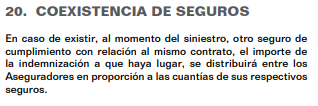 20. COEXISTENCIA DE SEGUROS
En caso de existir, al momento del siniestro, otro seguro de
cumplimiento con relación al mismo contrato, el importe de
la indemnización a que haya lugar, se distribuirá entre los
Aseguradores en proporción a las cuantías de sus respectivos
seguros.